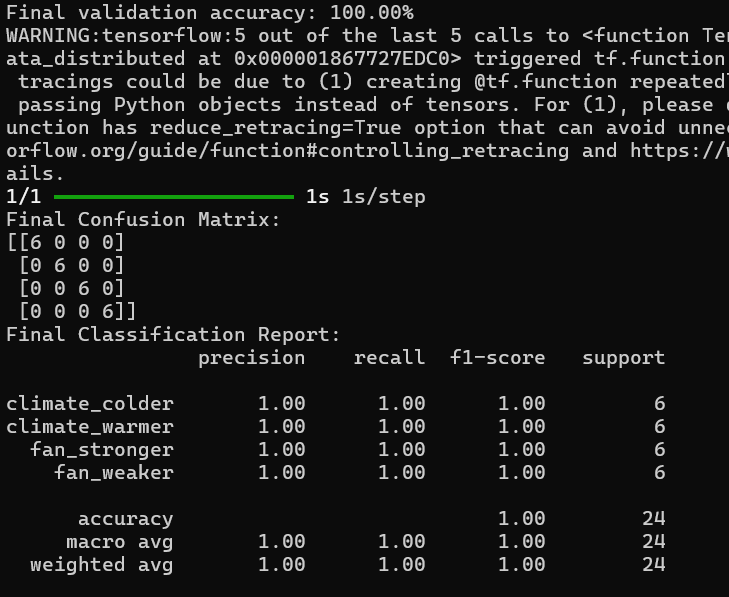 Final validation accuracy: 100.00%
WARNING:tensorflow:5 out of the last 5 calls to <function Ten
ata_distributed at 0x000001867727EDC0> triggered tf.function
tracings could be due to (1) creating @tf.function repeatedl
passing Python objects instead of tensors. For (1), please
unction has reduce_retracing=True option that can avoid unne
orflow.org/guide/function#controlling_retracing and https://w
ails.
1/1 1s 1s/step
Final Confusion Matrix:
[[6 0 0 0]
[0 6 0 0]
[0 0 6 0]
[0 0 0 6]]
Final Classification Report:
precision recall f1-score support
climate_colder 1.00 1.00 1.00 6
climate_warmer 1.00 1.00 1.00 6
fan_stronger 1.00 1.00 1.00 6
fan_weaker 1.00 1.00 1.00 6
accuracy 1.00 24
macro avg 1.00 1.00 1.00 24
weighted avg 1.00 1.00 1.00 24